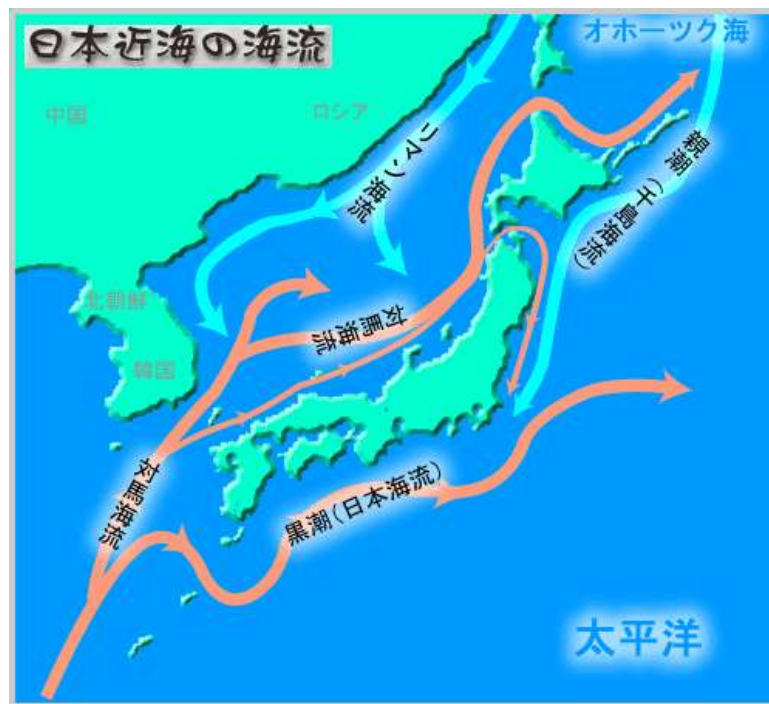 日本近海の海流
オホーツク海
中国
ロシア
リマン海流
親潮(千島海流)
北朝鮮
韓国
対馬海流
対馬海流
黒潮(日本海流)
太平洋